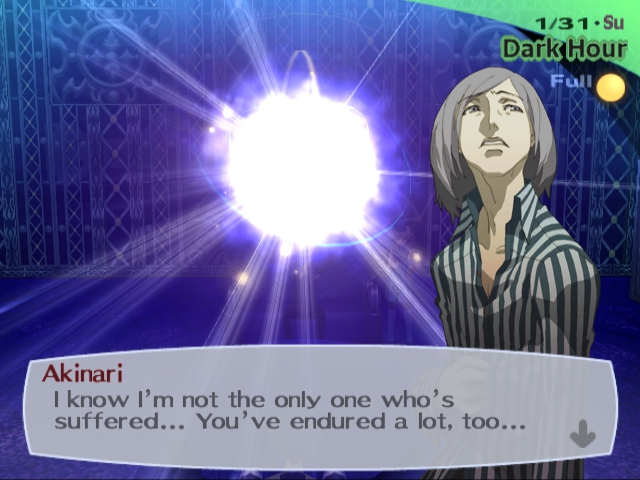 1/31・Su
Dark Hour
Full
Akinari
I know I'm not the only one who's
suffered... You've endured a lot, too...